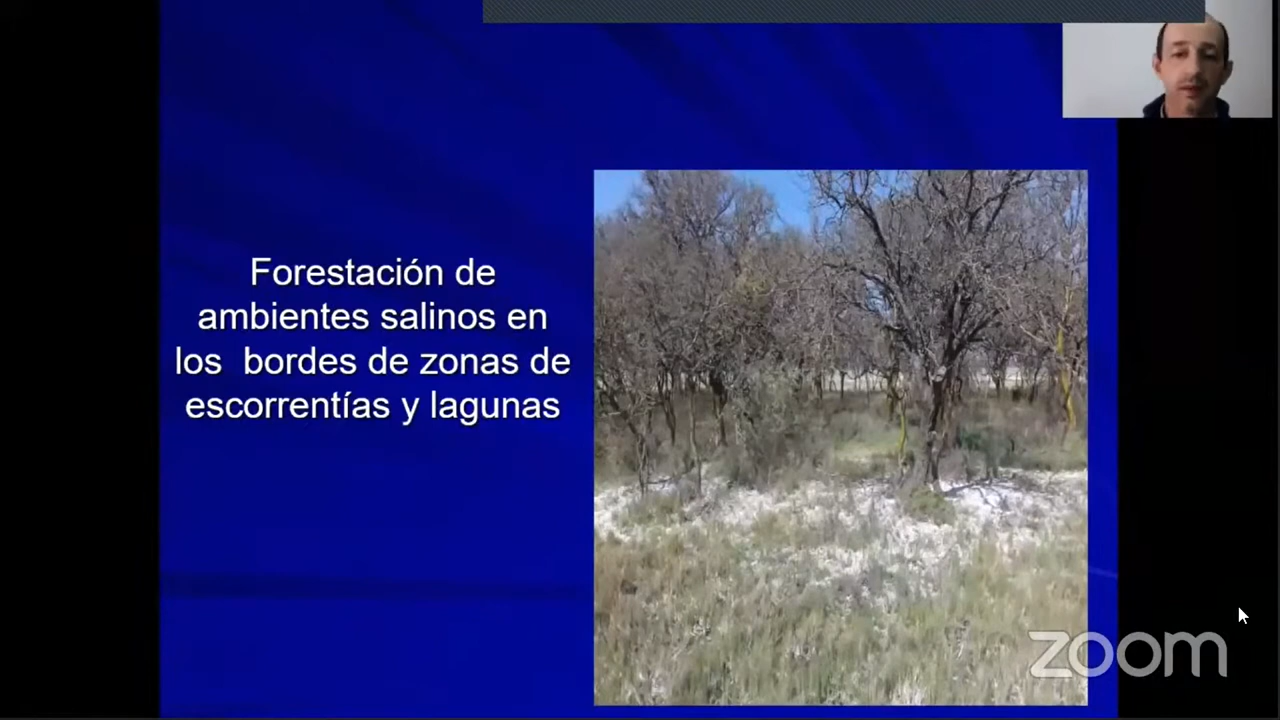 Forestación de
ambientes salinos en
los  bordes de zonas de
escorrentías y lagunas
zoom